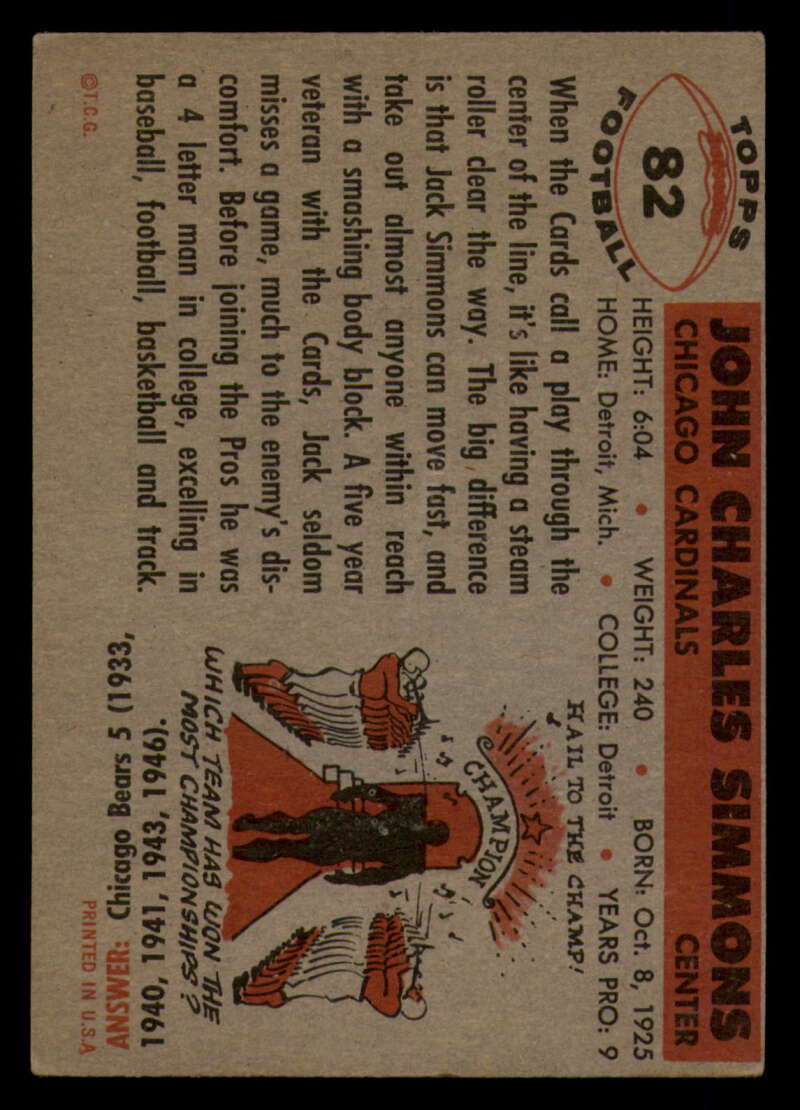 TOPPS
82
FOOTBALL
JOHN CHARLES SIMMONS
CHICAGO CARDINALS CENTER
HEIGHT: 6:04 • WEIGHT: 240 • BORN: Oct. 8, 1925
HOME: Detroit, Mich. • COLLEGE: Detroit • YEARS PRO: 9
When the Cards call a play through the
center of the line, it's like having a steam
roller clear the way. The big difference
is that Jack Simmons can move fast, and
take out almost anyone within reach
with a smashing body block. A five year
veteran with the Cards, Jack seldom
misses a game, much to the enemy's dis-
comfort. Before joining the Pros he was
a 4 letter man in college, excelling in
baseball, football, basketball and track.
©T.C.G.
HAIL TO THE CHAMP!
CHAMPION
WHICH TEAM HAS WON THE
MOST CHAMPIONSHIPS?
ANSWER: Chicago Bears 5 (1933,
1940, 1941, 1943, 1946).
PRINTED IN U.S.A